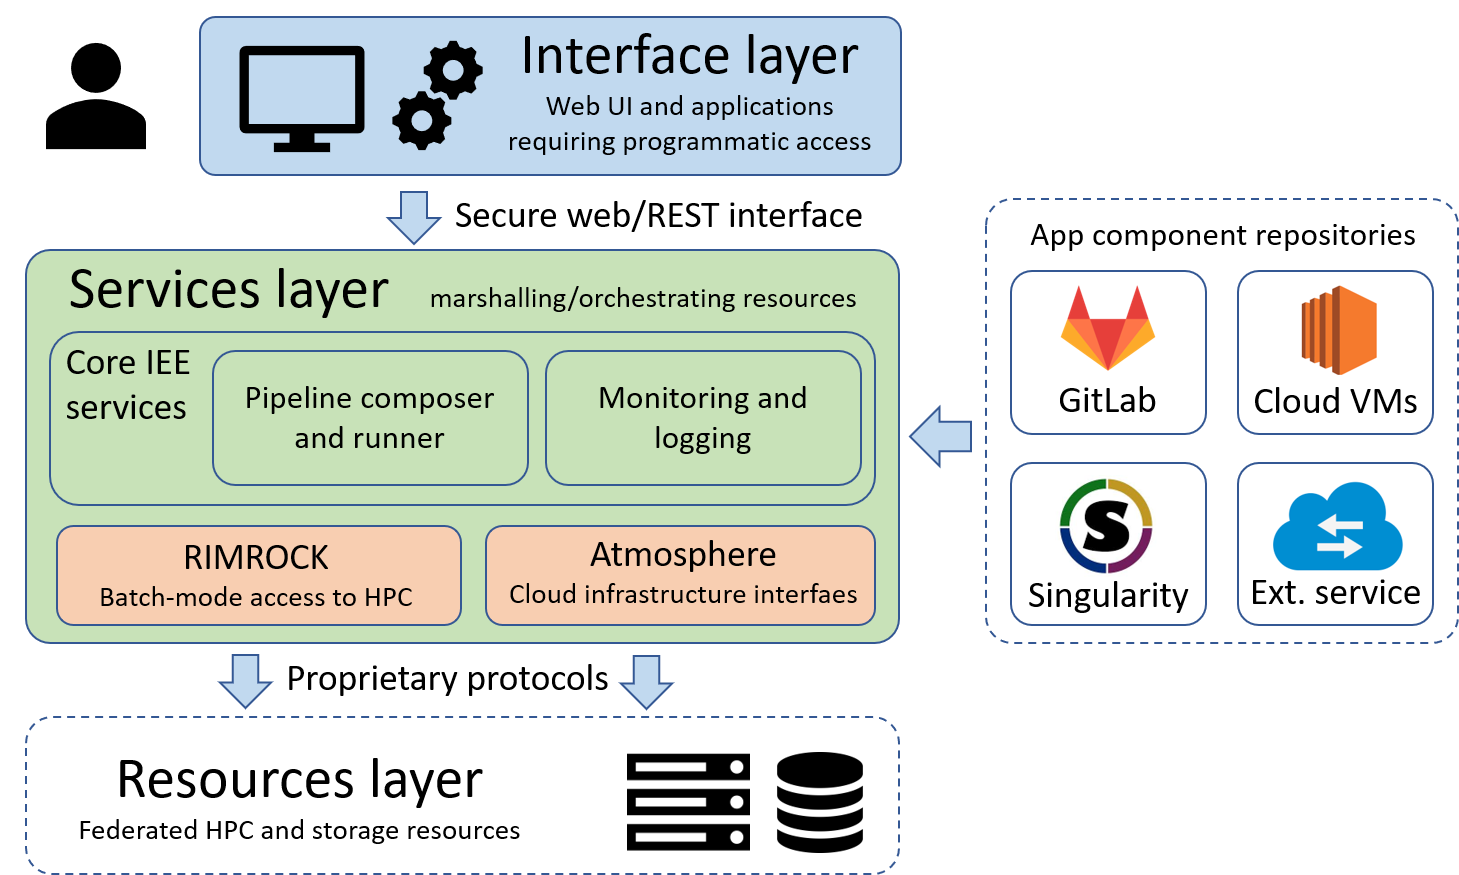 Interface layer
Web UI and applications
requiring programmatic access
Secure web/REST interface
Services layer
marshalling/orchestrating resources
Core IEE
services
Pipeline composer
and runner
Monitoring and
logging
RIMROCK
Batch-mode access to HPC
Atmosphere
Cloud infrastructure interfaes
App component repositories
GitLab
Cloud VMs
S
Singularity
Ext. service
Proprietary protocols
Resources layer
Federated HPC and storage resources